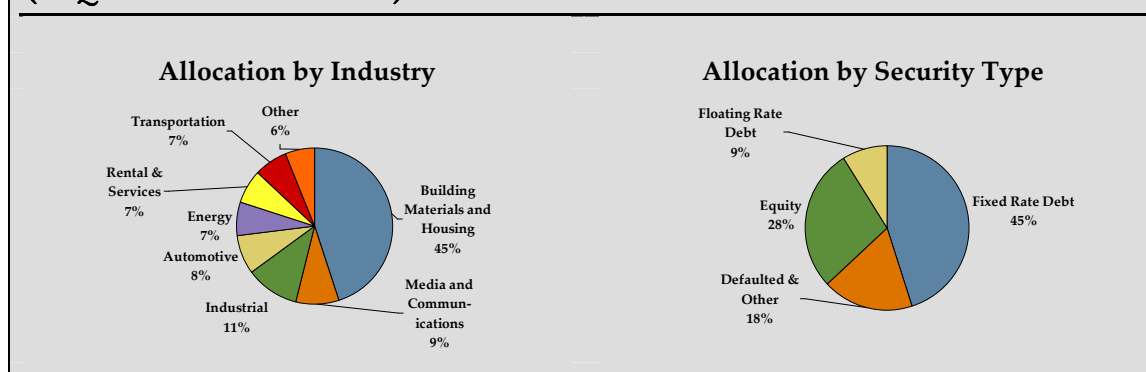 Allocation by Industry
Other
6%
Transportation
7%
Rental &
Services
7%
Energy
7%
Automotive
8%
Industrial
11%
Building
Materials and
Housing
45%
Media and
Commun-
ications
9%
Allocation by Security Type
Floating Rate
Debt
9%
Equity
28%
Fixed Rate Debt
45%
Defaulted &
Other
18%